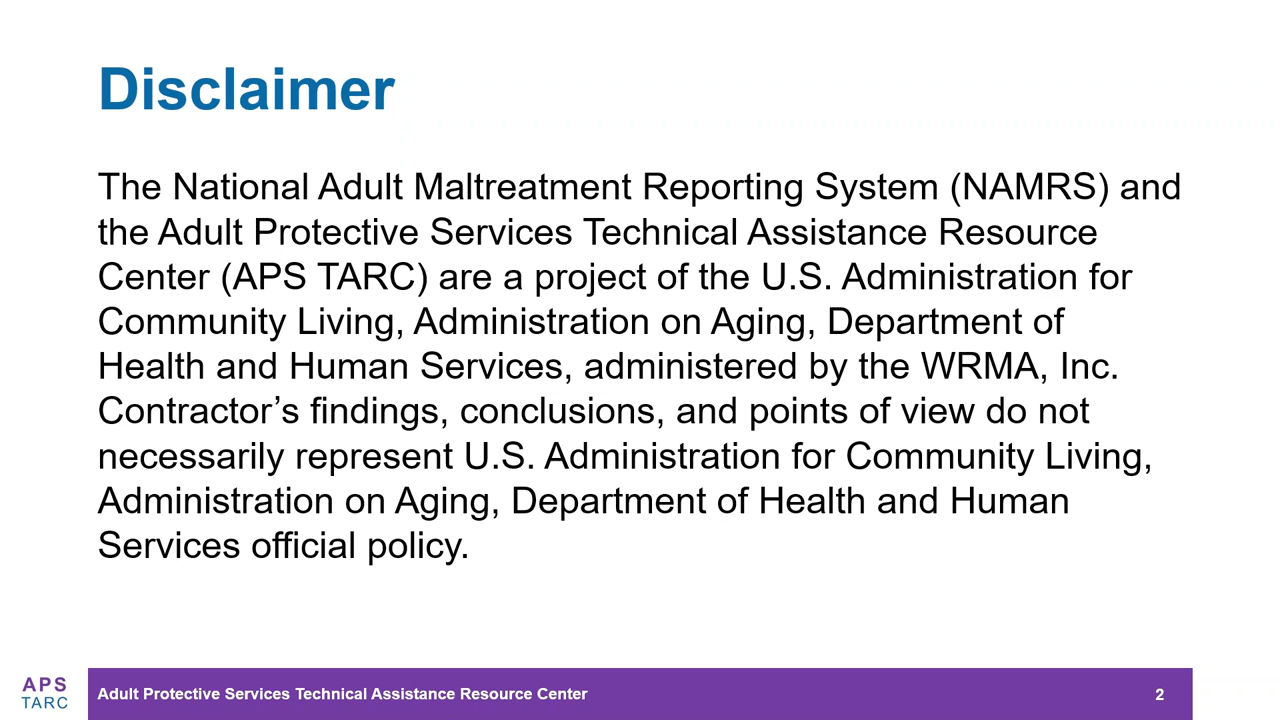 Disclaimer
The National Adult Maltreatment Reporting System (NAMRS) and
the Adult Protective Services Technical Assistance Resource
Center (APS TARC) are a project of the U.S. Administration for
Community Living, Administration on Aging, Department of
Health and Human Services, administered by the WRMA, Inc.
Contractor’s findings, conclusions, and points of view do not
necessarily represent U.S. Administration for Community Living,
Administration on Aging, Department of Health and Human
Services official policy.
APS
TARC
Adult Protective Services Technical Assistance Resource Center
2